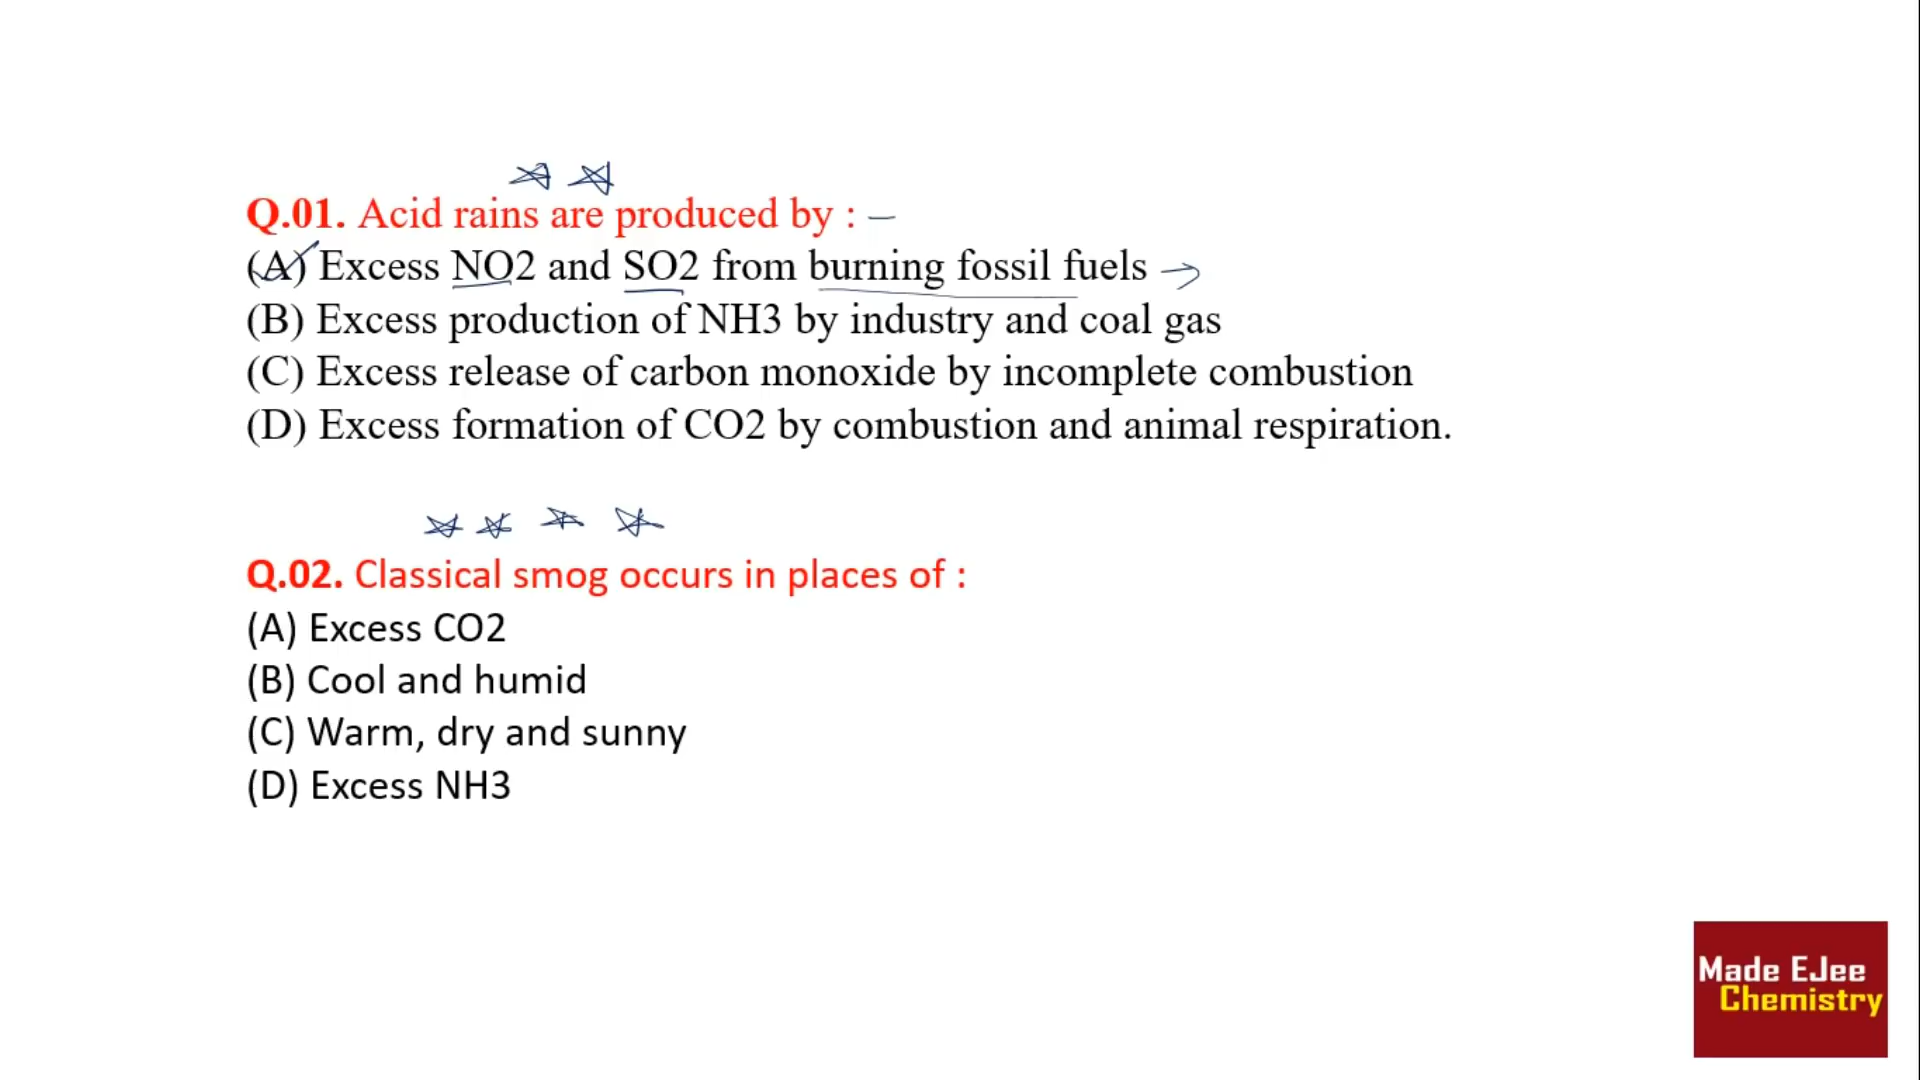 Q.01. Acid rains are produced by : –
(A) Excess NO2 and SO2 from burning fossil fuels →
(B) Excess production of NH3 by industry and coal gas
(C) Excess release of carbon monoxide by incomplete combustion
(D) Excess formation of CO2 by combustion and animal respiration.
Q.02. Classical smog occurs in places of :
(A) Excess CO2
(B) Cool and humid
(C) Warm, dry and sunny
(D) Excess NH3
Made EJee
Chemistry